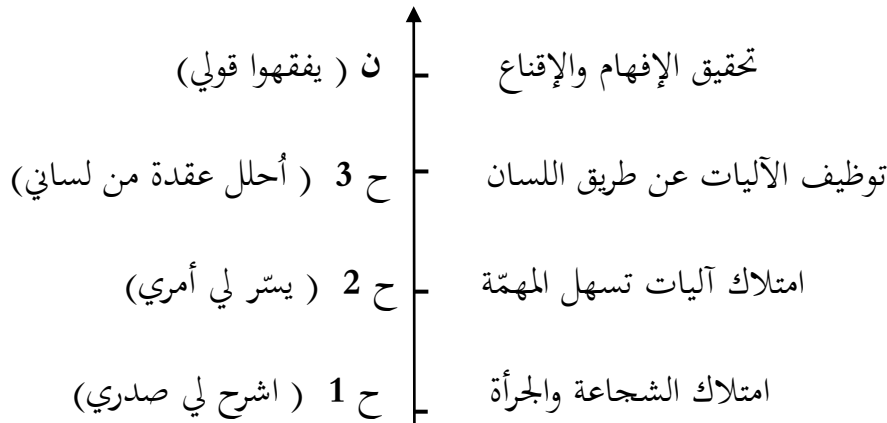 تحقيق الإفهام والإقناع ن ( يفقهوا قولي)
توظيف الآليات عن طريق اللسان ح 3 ( اُحلل عقدة من لساني)
امتلاك آليات تسهل المهمّة ح 2 ( يسّر لي أمري)
امتلاك الشجاعة والجرأة ح 1 ( اشرح لي صدري)